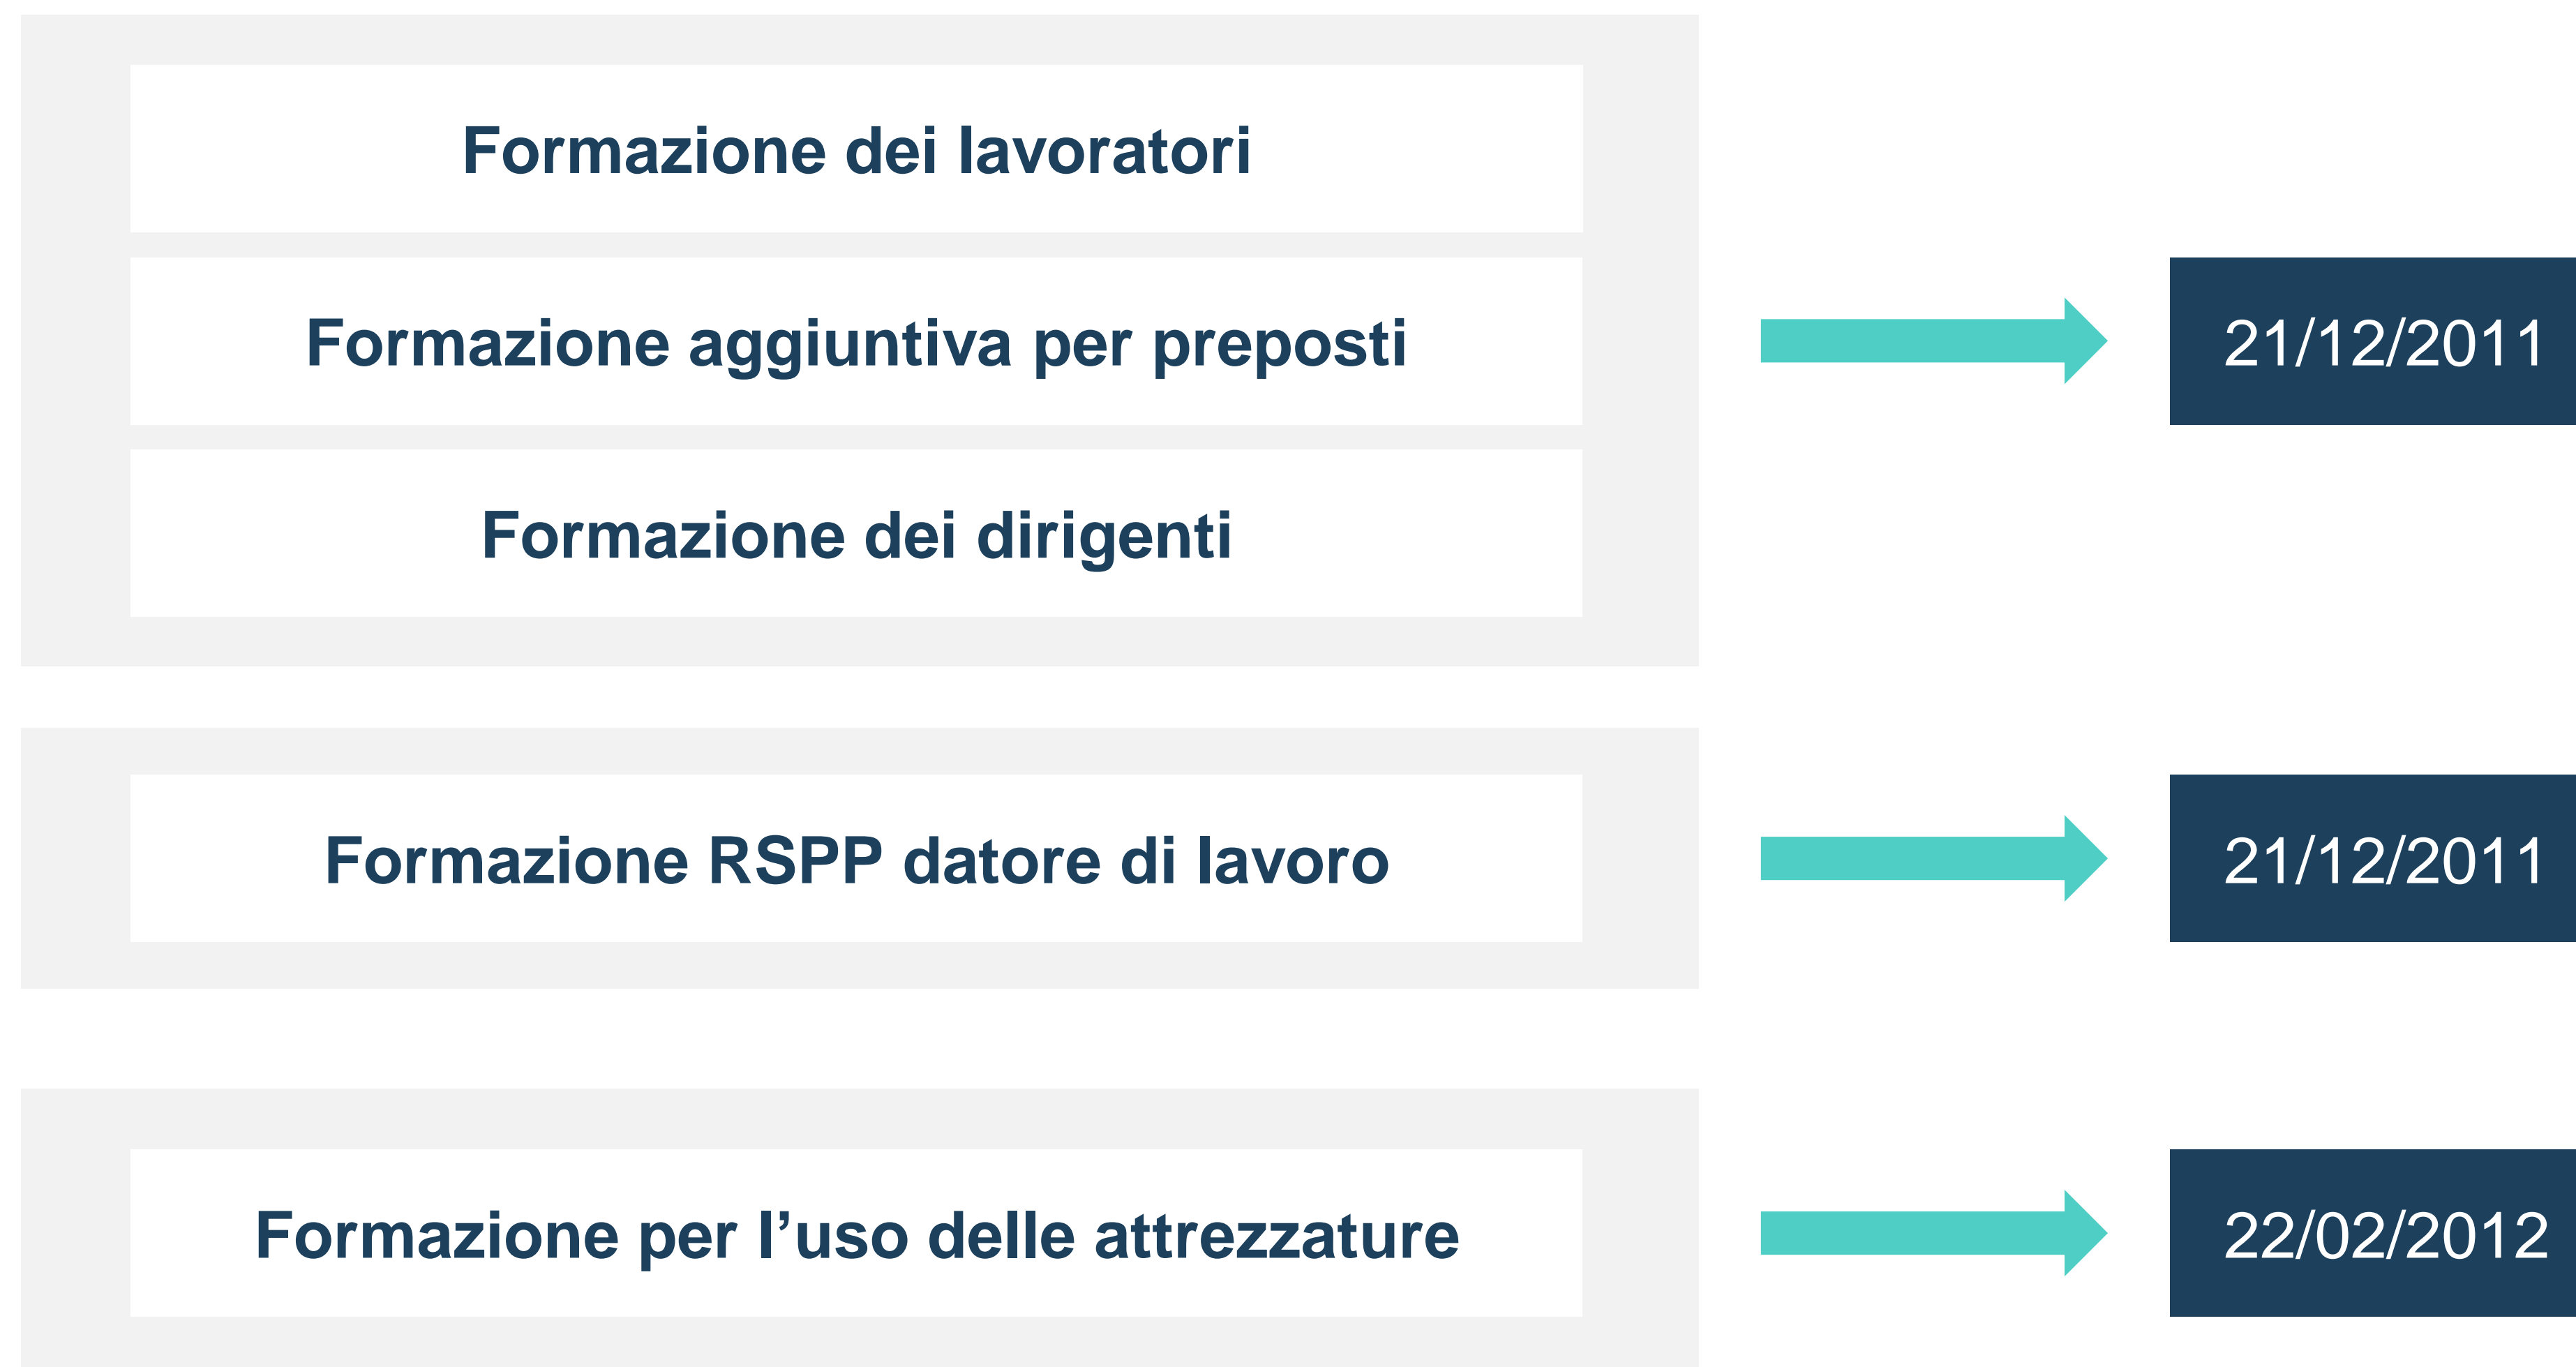 Formazione dei lavoratori
Formazione aggiuntiva per preposti
21/12/2011
Formazione dei dirigenti
Formazione RSPP datore di lavoro
21/12/2011
Formazione per l’uso delle attrezzature
22/02/2012